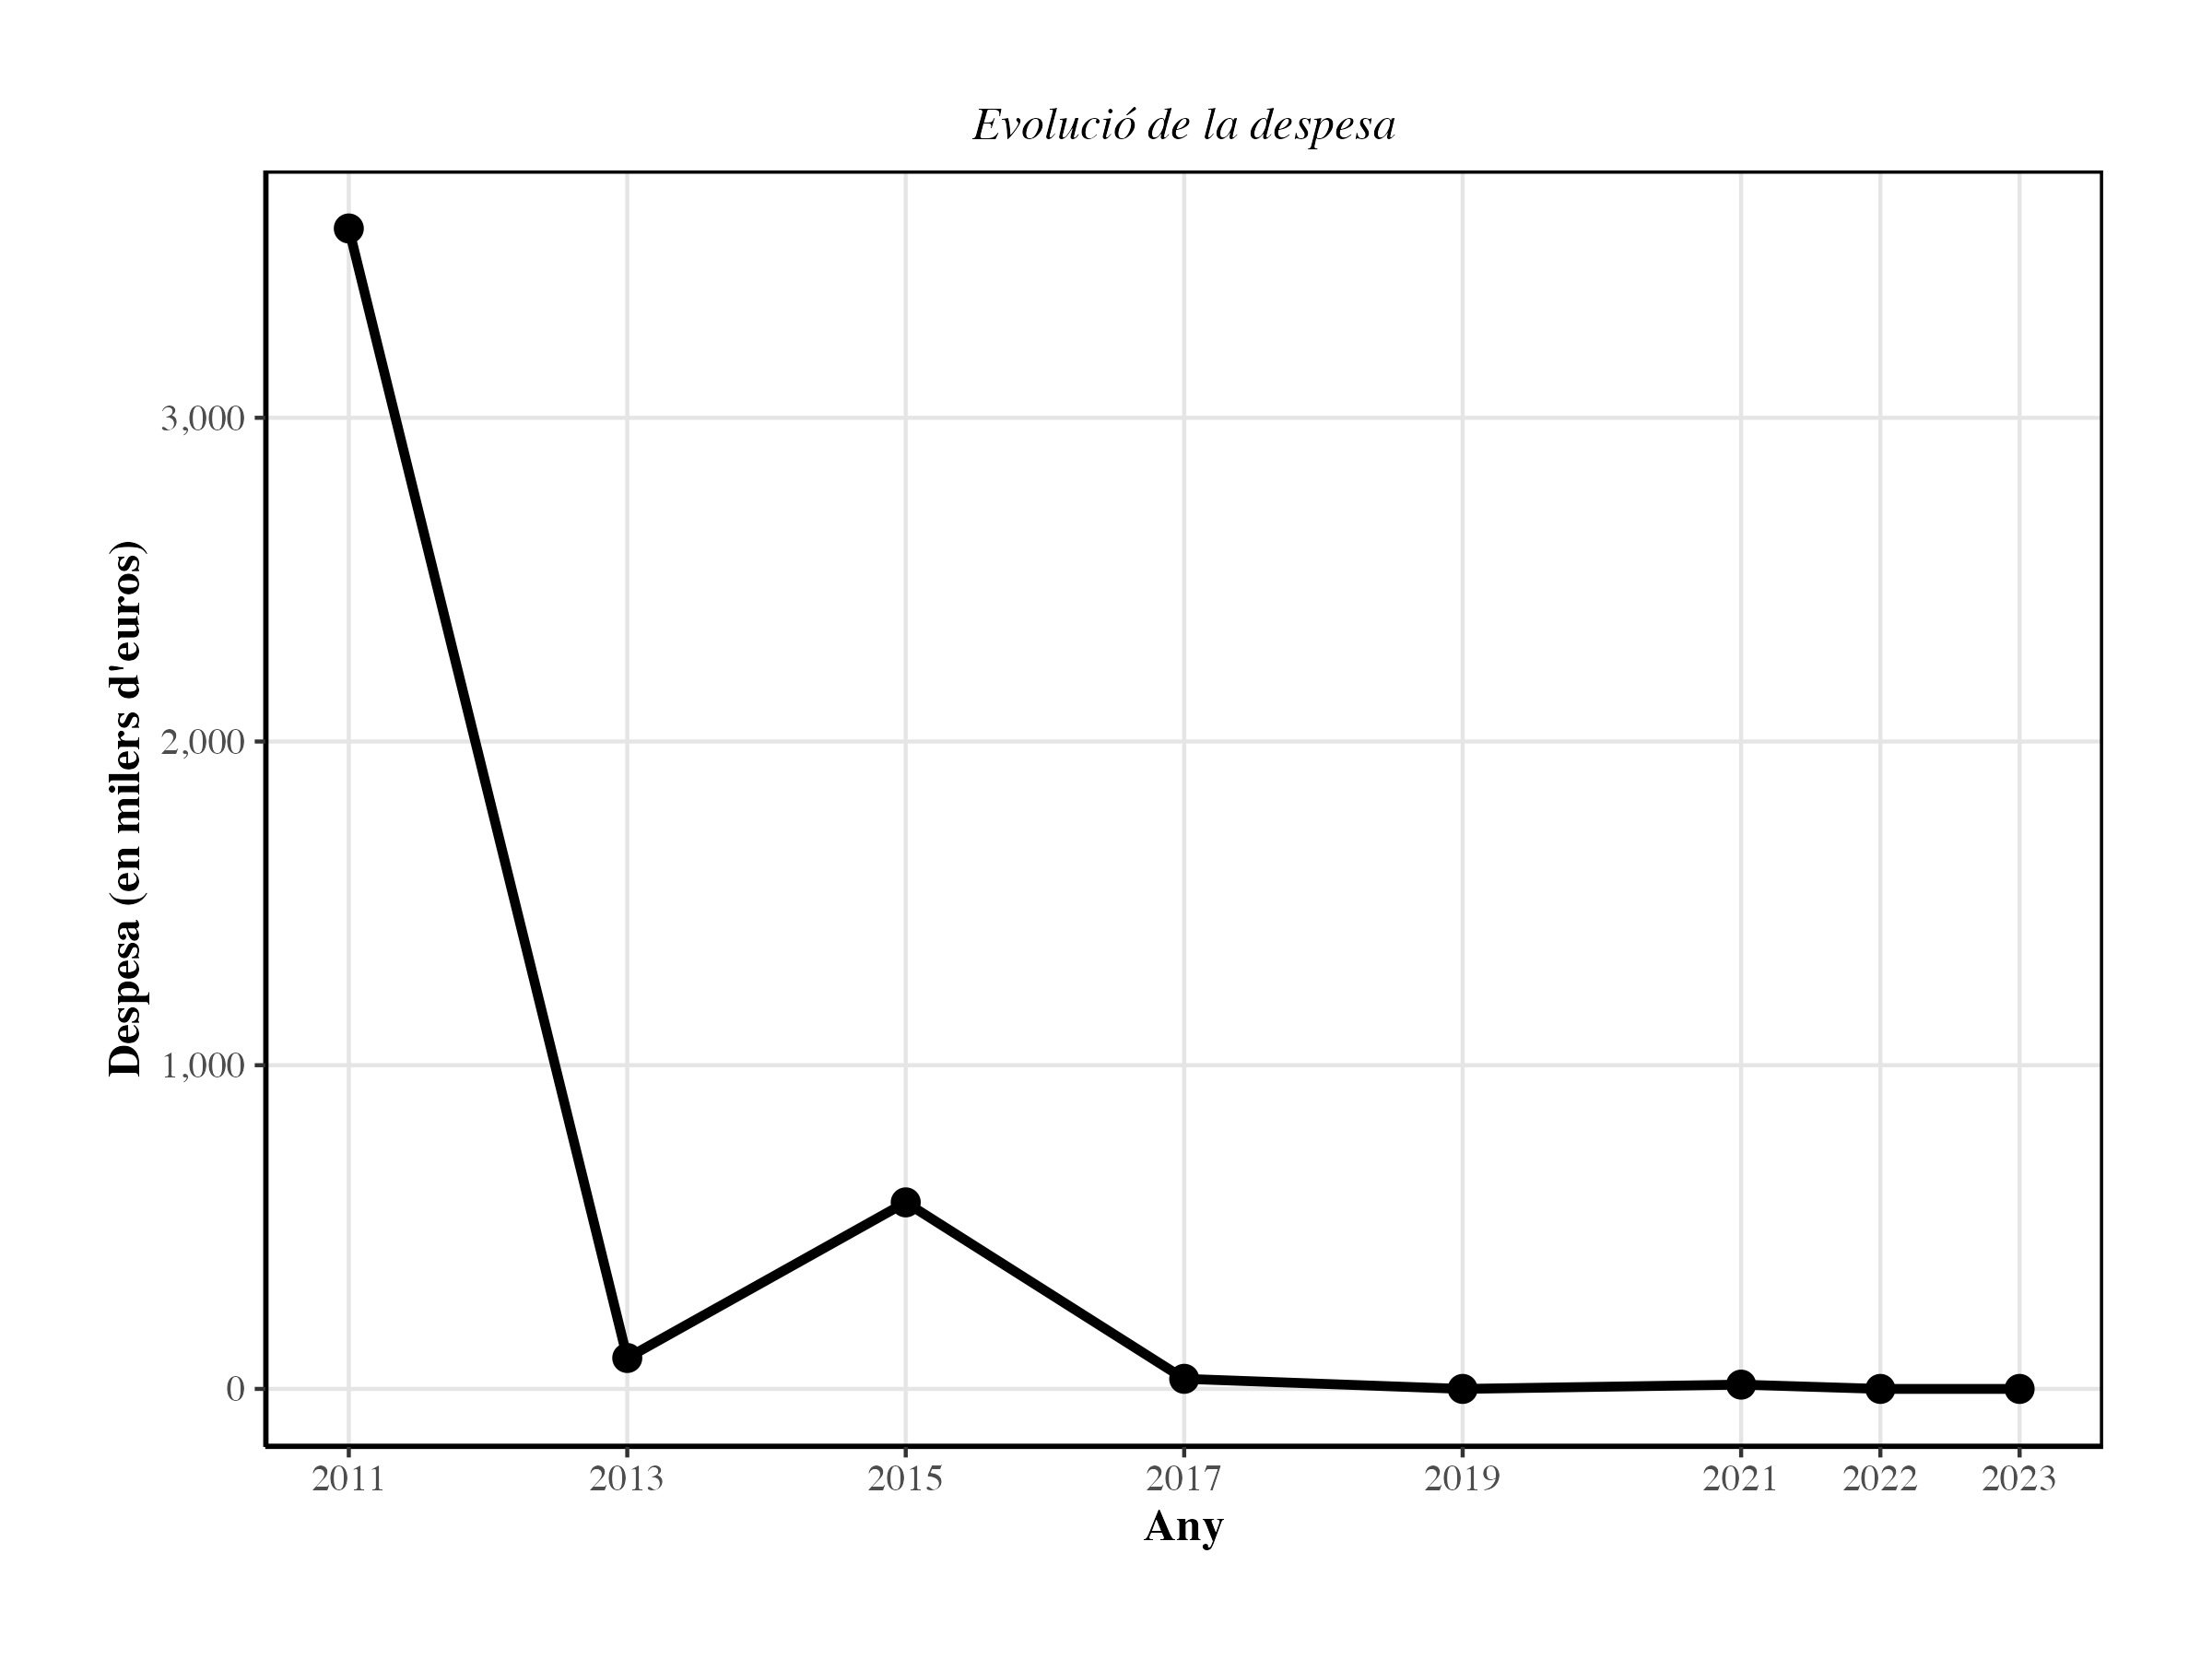 Evolució de la despesa
Despesa (en milers d'euros)
3,000
2,000
1,000
0
2011 2013 2015 2017 2019 2021 2022 2023
Any